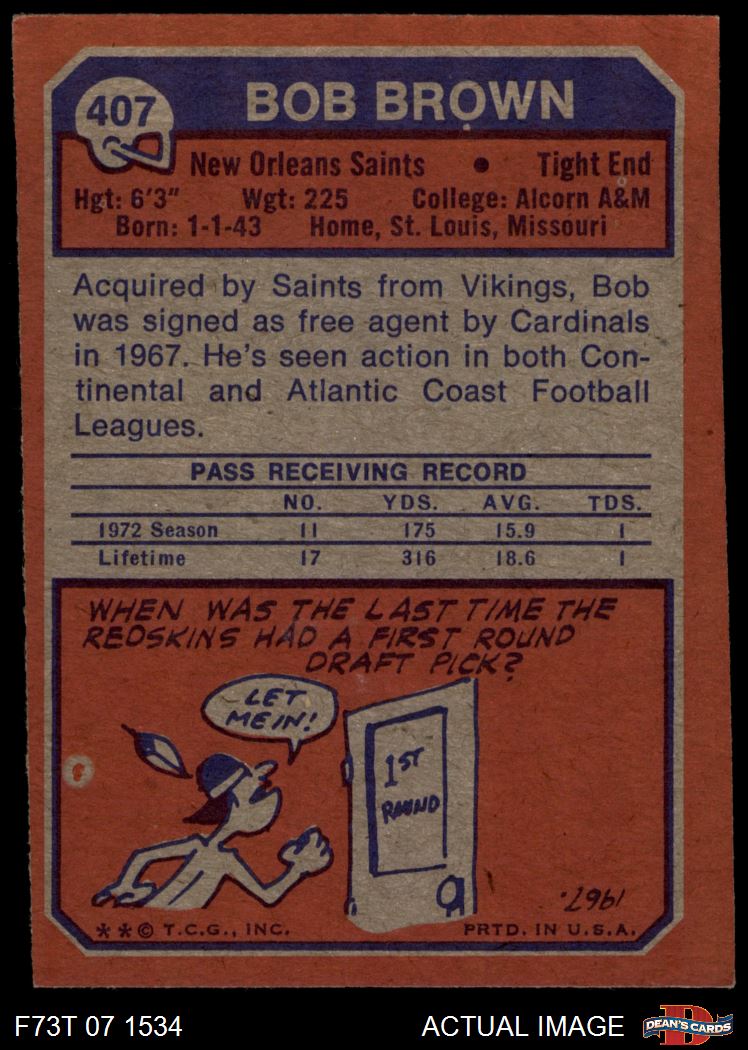 407
BOB BROWN
New Orleans Saints • Tight End
Hgt: 6'3" Wgt: 225 College: Alcorn A&M
Born: 1-1-43 Home, St. Louis, Missouri
Acquired by Saints from Vikings, Bob
was signed as free agent by Cardinals
in 1967. He's seen action in both Con-
tinental and Atlantic Coast Football
Leagues.
PASS RECEIVING RECORD
NO. YDS. AVG. TDS.
1972 Season 11 175 15.9 1
Lifetime 17 316 18.6 1
WHEN WAS THE LAST TIME THE
REDSKINS HAD A FIRST ROUND
DRAFT PICK?
LET
ME IN!
1ST
ROUND
1967.
**© T.C.G., INC. PRTD. IN U.S.A.
F73T 07 1534 ACTUAL IMAGE
D
DEAN'S CARDS